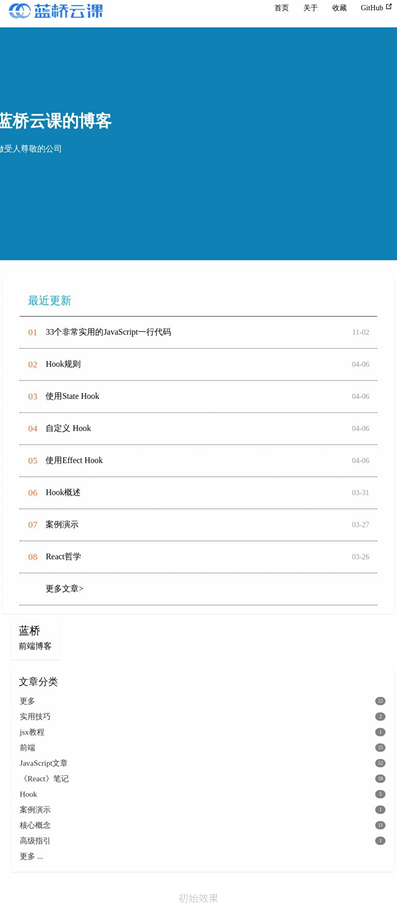 蓝桥云课
首页 关于 收藏 GitHub
蓝桥云课的博客
做受人尊敬的公司
最近更新
01 33个非常实用的JavaScript一行代码 11-02
02 Hook规则 04-06
03 使用State Hook 04-06
04 自定义 Hook 04-06
05 使用Effect Hook 04-06
06 Hook概述 03-31
07 案例演示 03-27
08 React哲学 03-26
更多文章>
蓝桥
前端博客
文章分类
更多
实用技巧 2
jsx教程 1
前端
JavaScript文章
《React》笔记
Hook 5
案例演示 1
核心概念
高级指引 1
更多 ...
初始效果